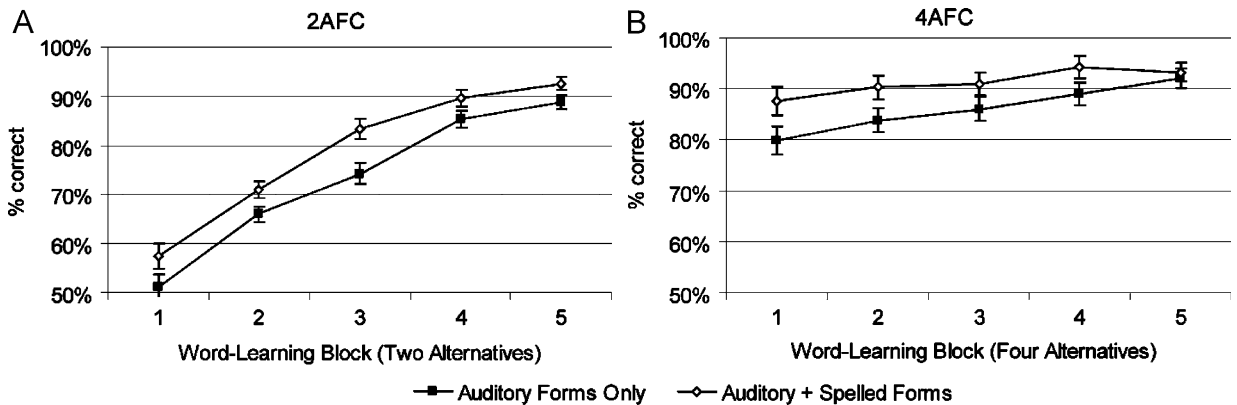 A
2AFC
100%
90%
80%
70%
60%
50%
% correct
1 2 3 4 5
Word-Learning Block (Two Alternatives)
B
4AFC
100%
90%
80%
70%
60%
50%
% correct
1 2 3 4 5
Word-Learning Block (Four Alternatives)
Auditory Forms Only
Auditory + Spelled Forms